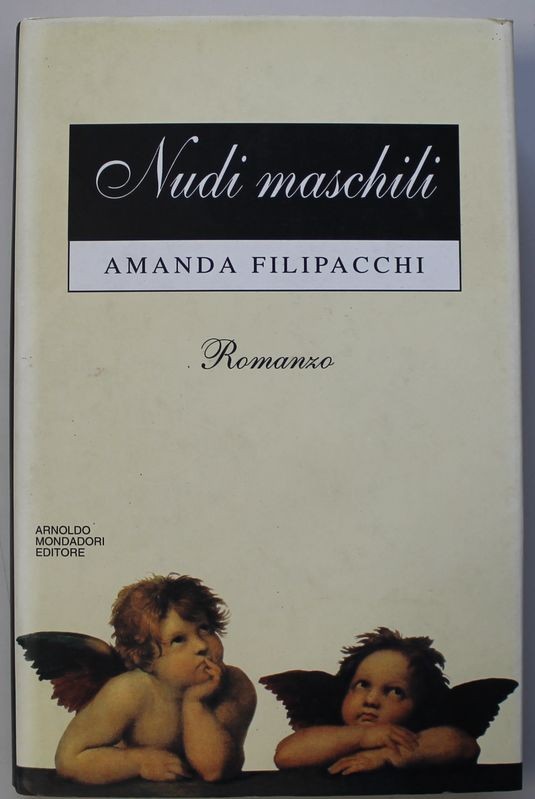 Nudi maschili
AMANDA FILIPACCHI
Romanzo
ARNOLDO
MONDADORI
EDITORE